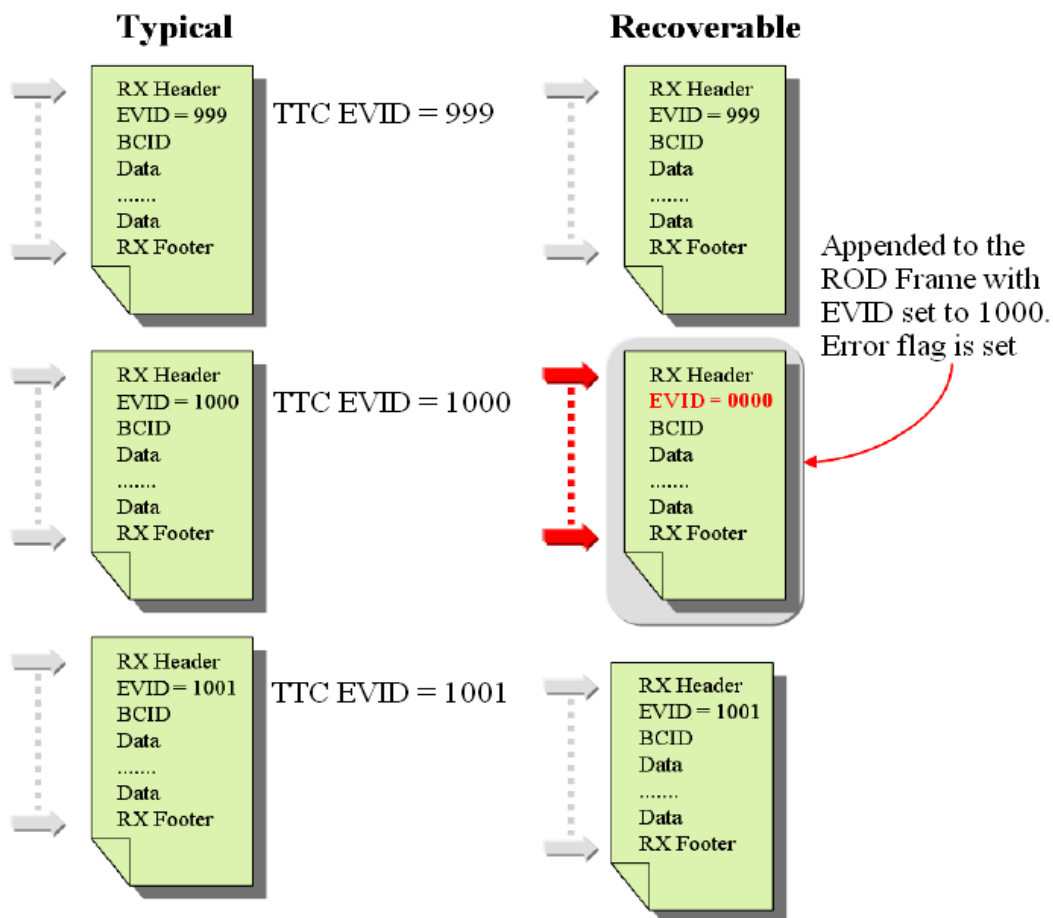 Typical
Recoverable
RX Header
EVID = 999
BCID
Data
.......
Data
RX Footer
TTC EVID = 999
RX Header
EVID = 999
BCID
Data
.......
Data
RX Footer
Appended to the
ROD Frame with
EVID set to 1000.
Error flag is set
RX Header
EVID = 1000
BCID
Data
.......
Data
RX Footer
TTC EVID = 1000
RX Header
EVID = 0000
BCID
Data
.......
Data
RX Footer
RX Header
EVID = 1001
BCID
Data
.......
Data
RX Footer
TTC EVID = 1001
RX Header
EVID = 1001
BCID
Data
.......
Data
RX Footer